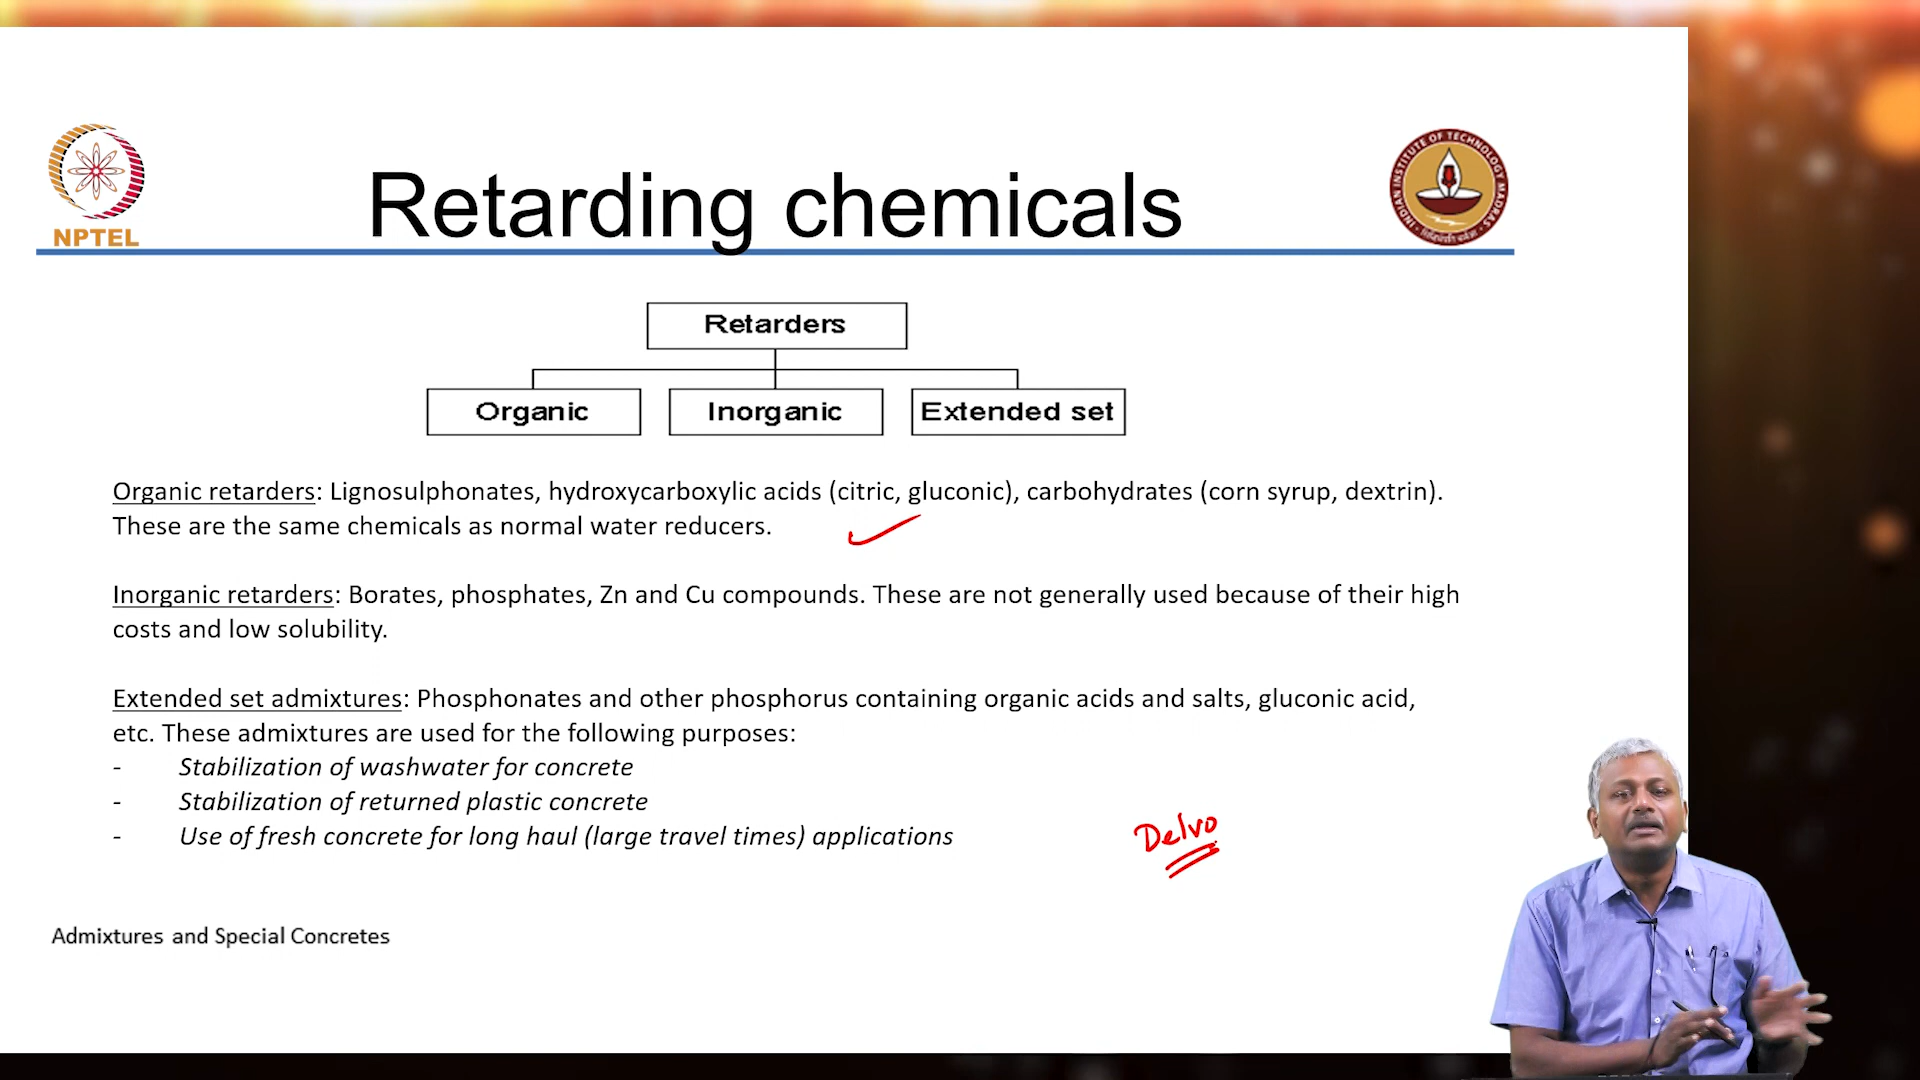 NPTEL
Retarding chemicals
INDIAN INSTITUTE OF TECHNOLOGY MADRAS
Retarders
Organic
Inorganic
Extended set
Organic retarders: Lignosulphonates, hydroxycarboxylic acids (citric, gluconic), carbohydrates (corn syrup, dextrin).
These are the same chemicals as normal water reducers.
Inorganic retarders: Borates, phosphates, Zn and Cu compounds. These are not generally used because of their high
costs and low solubility.
Extended set admixtures: Phosphonates and other phosphorus containing organic acids and salts, gluconic acid,
etc. These admixtures are used for the following purposes:
- Stabilization of washwater for concrete
- Stabilization of returned plastic concrete
- Use of fresh concrete for long haul (large travel times) applications
Delvo
Admixtures and Special Concretes